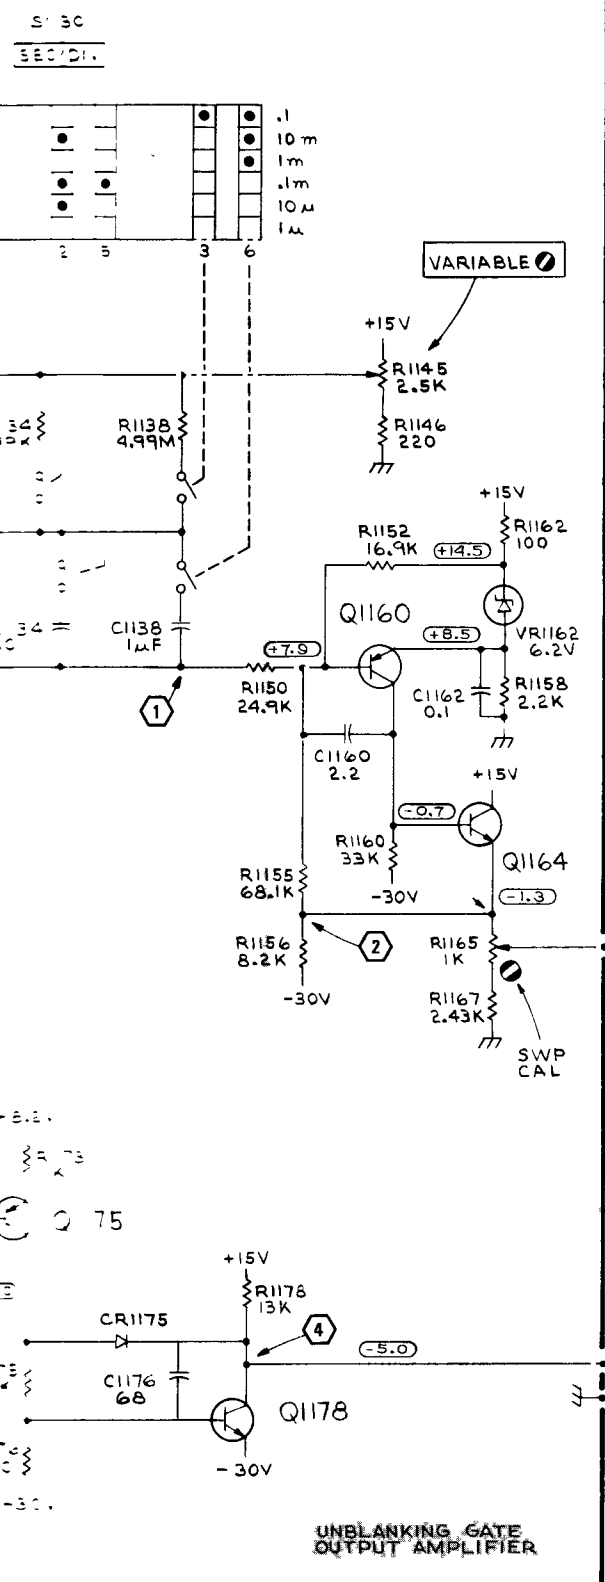 .1
10 m
1m
.1m
10 μ
1μ
2 5 3 6
VARIABLE
+15V
R1145
2.5K
R1138
4.99M
R1146
220
+15V
R1162
100
R1152
16.9K
+14.5
Q1160
+8.5
VR1162
6.2V
C1138
1μF
+7.9
R1150
24.9K
C1162
0.1
R1158
2.2K
1
C1160
2.2
+15V
-0.7
R1160
33K
Q1164
R1155
68.1K
-30V
-1.3
R1156
8.2K
2
R1165
1K
-30V
R1167
2.43K
SWP
CAL
75
+15V
R1178
13K
CR1175
4
-5.0
C1176
68
Q1178
-30V
UNBLANKING GATE
OUTPUT AMPLIFIER